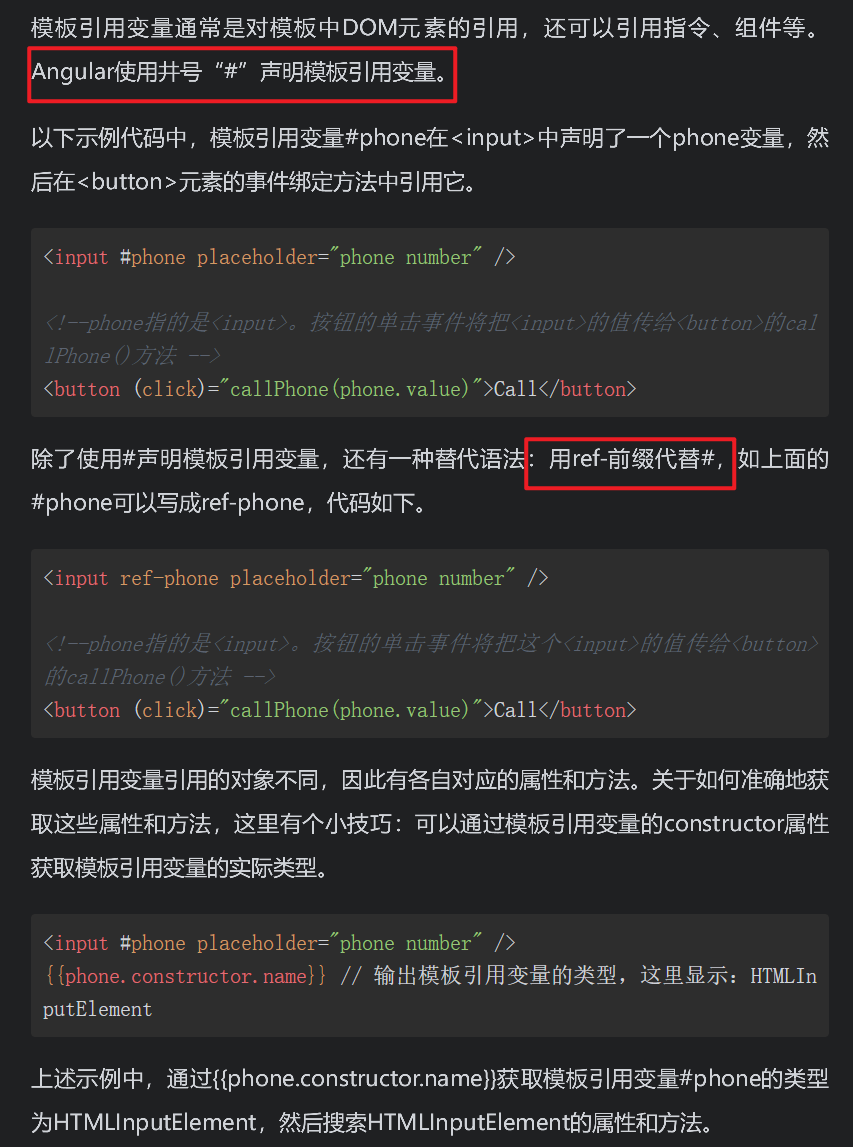 模板引用变量通常是对模板中DOM元素的引用，还可以引用指令、组件等。
Angular使用井号“#”声明模板引用变量。
以下示例代码中，模板引用变量#phone在<input>中声明了一个phone变量，然
后在<button>元素的事件绑定方法中引用它。
<input #phone placeholder="phone number" />
<!--phone指的是<input>。按钮的单击事件将把<input>的值传给<button>的cal
lPhone()方法 -->
<button (click)="callPhone(phone.value)">Call</button>
除了使用#声明模板引用变量，还有一种替代语法：用ref-前缀代替#，如上面的
#phone可以写成ref-phone，代码如下。
<input ref-phone placeholder="phone number" />
<!--phone指的是<input>。按钮的单击事件将把这个<input>的值传给<button>
的callPhone()方法 -->
<button (click)="callPhone(phone.value)">Call</button>
模板引用变量引用的对象不同，因此有各自对应的属性和方法。关于如何准确地获
取这些属性和方法，这里有个小技巧：可以通过模板引用变量的constructor属性
获取模板引用变量的实际类型。
<input #phone placeholder="phone number" />
{{phone.constructor.name}} // 输出模板引用变量的类型，这里显示：HTMLIn
putElement
上述示例中，通过{{phone.constructor.name}}获取模板引用变量#phone的类型
为HTMLInputElement，然后搜索HTMLInputElement的属性和方法。